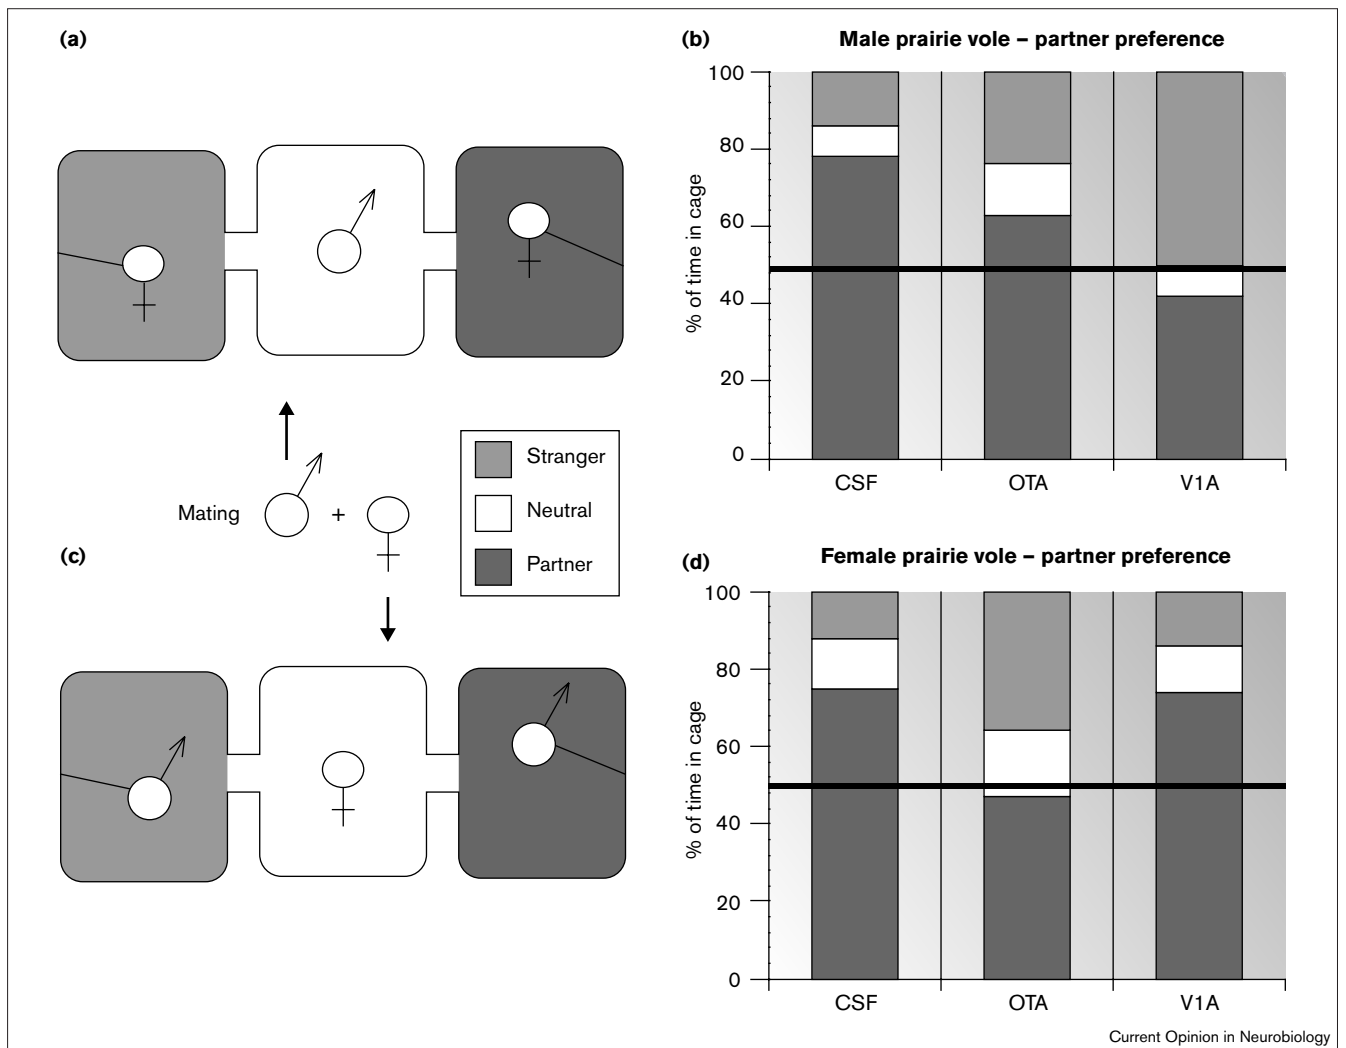 (a)
(b)
Male prairie vole – partner preference
100
80
60
40
20
0
% of time in cage
CSF
OTA
V1A
Mating
+
Stranger
Neutral
Partner
(c)
(d)
Female prairie vole – partner preference
100
80
60
40
20
0
% of time in cage
CSF
OTA
V1A
Current Opinion in Neurobiology